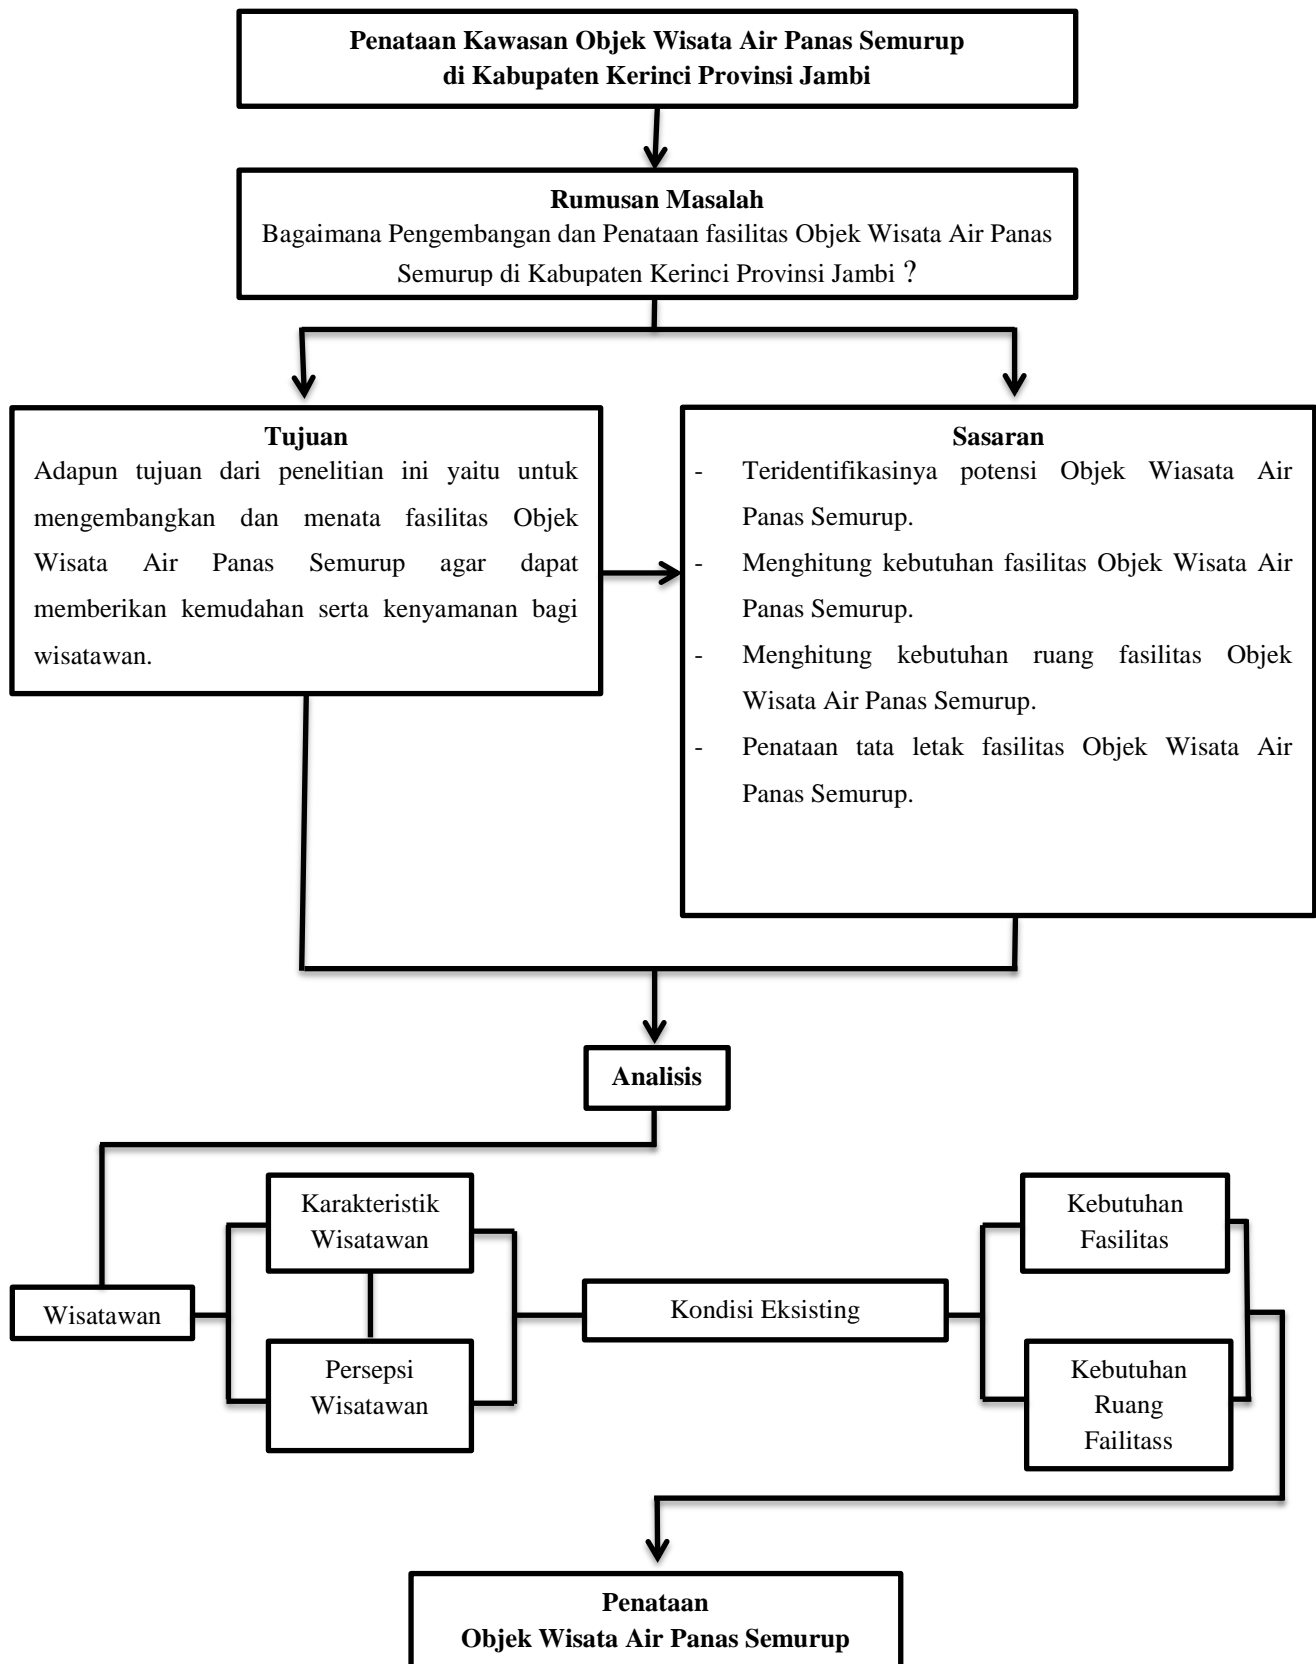 Penataan Kawasan Objek Wisata Air Panas Semurup
di Kabupaten Kerinci Provinsi Jambi
Rumusan Masalah
Bagaimana Pengembangan dan Penataan fasilitas Objek Wisata Air Panas
Semurup di Kabupaten Kerinci Provinsi Jambi ?
Tujuan
Adapun tujuan dari penelitian ini yaitu untuk
mengembangkan dan menata fasilitas Objek
Wisata Air Panas Semurup agar dapat
memberikan kemudahan serta kenyamanan bagi
wisatawan.
Sasaran
- Teridentifikasinya potensi Objek Wiasata Air
Panas Semurup.
- Menghitung kebutuhan fasilitas Objek Wisata Air
Panas Semurup.
- Menghitung kebutuhan ruang fasilitas Objek
Wisata Air Panas Semurup.
- Penataan tata letak fasilitas Objek Wisata Air
Panas Semurup.
Analisis
Wisatawan
Karakteristik
Wisatawan
Persepsi
Wisatawan
Kondisi Eksisting
Kebutuhan
Fasilitas
Kebutuhan
Ruang
Failitass
Penataan
Objek Wisata Air Panas Semurup